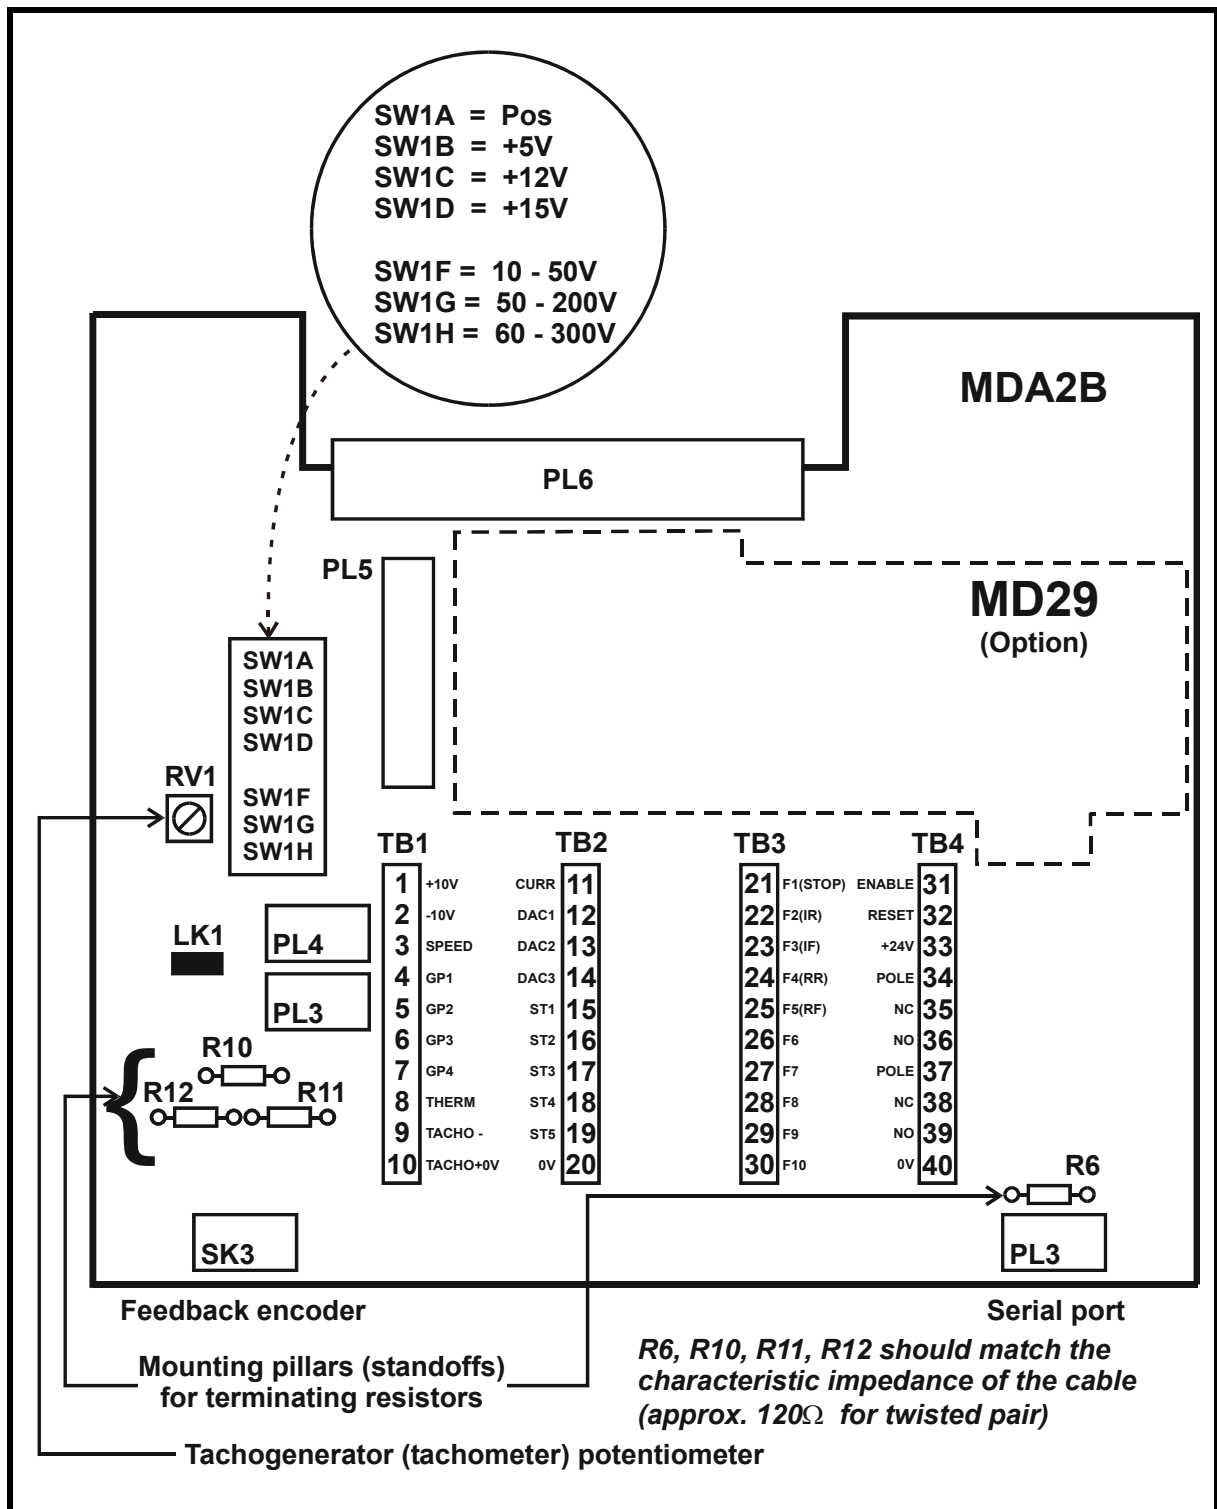 SW1A = Pos
SW1B = +5V
SW1C = +12V
SW1D = +15V
SW1F = 10 - 50V
SW1G = 50 - 200V
SW1H = 60 - 300V
MDA2B
PL6
PL5
MD29
(Option)
SW1A
SW1B
SW1C
SW1D
SW1F
SW1G
SW1H
RV1
LK1
PL4
PL3
R10
R12
R11
TB1 TB2 TB3 TB4
1 +10V CURR 11 21 F1(STOP) ENABLE 31
2 -10V DAC1 12 22 F2(IR) RESET 32
3 SPEED DAC2 13 23 F3(IF) +24V 33
4 GP1 DAC3 14 24 F4(RR) POLE 34
5 GP2 ST1 15 25 F5(RF) NC 35
6 GP3 ST2 16 26 F6 NO 36
7 GP4 ST3 17 27 F7 POLE 37
8 THERM ST4 18 28 F8 NC 38
9 TACHO - ST5 19 29 F9 NO 39
10 TACHO+0V 0V 20 30 F10 0V 40
R6
SK3
PL3
Feedback encoder
Serial port
Mounting pillars (standoffs)
for terminating resistors
R6, R10, R11, R12 should match the
characteristic impedance of the cable
(approx. 120Ω for twisted pair)
Tachogenerator (tachometer) potentiometer